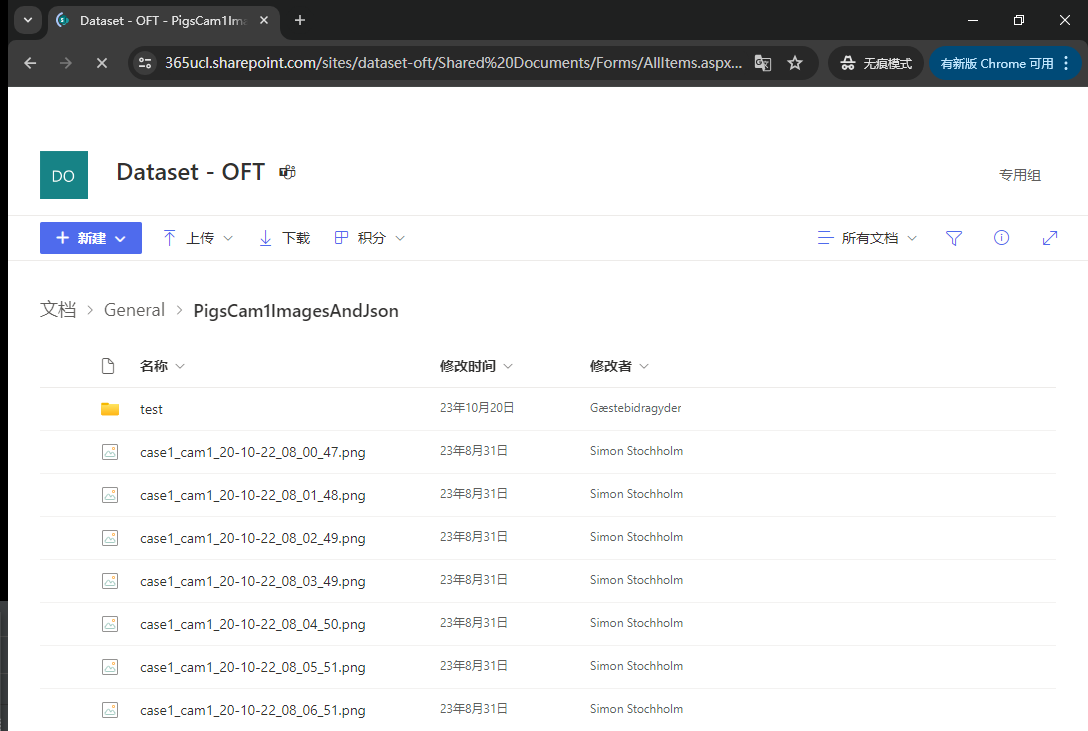 Dataset - OFT - PigsCam1Im
365ucl.sharepoint.com/sites/dataset-oft/Shared%20Documents/Forms/AllItems.aspx... 无痕模式 有新版 Chrome 可用
DO Dataset - OFT 专用组
新建 上传 下载 积分 所有文档
文档 > General > PigsCam1ImagesAndJson
名称 修改时间 修改者
test 23年10月20日 Gæstebidragyder
case1_cam1_20-10-22_08_00_47.png 23年8月31日 Simon Stochholm
case1_cam1_20-10-22_08_01_48.png 23年8月31日 Simon Stochholm
case1_cam1_20-10-22_08_02_49.png 23年8月31日 Simon Stochholm
case1_cam1_20-10-22_08_03_49.png 23年8月31日 Simon Stochholm
case1_cam1_20-10-22_08_04_50.png 23年8月31日 Simon Stochholm
case1_cam1_20-10-22_08_05_51.png 23年8月31日 Simon Stochholm
case1_cam1_20-10-22_08_06_51.png 23年8月31日 Simon Stochholm